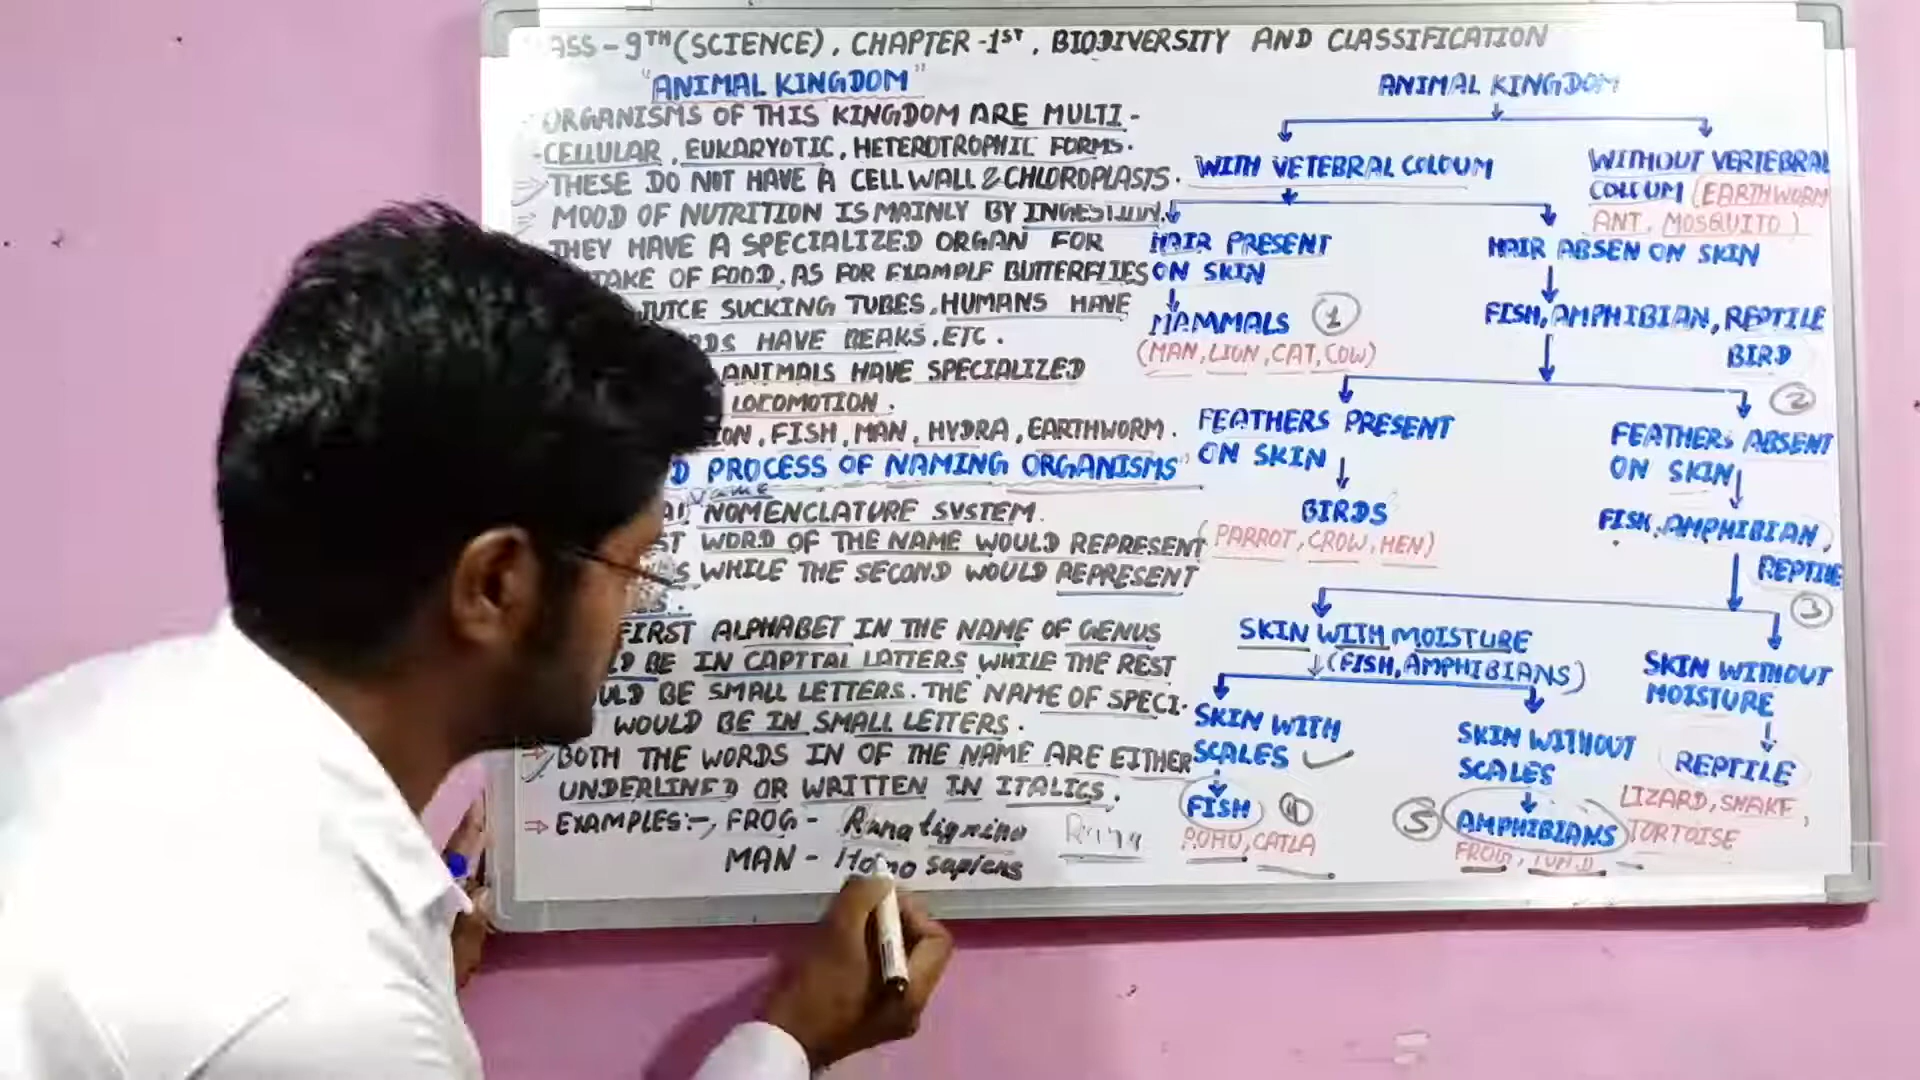 ASS - 9TH (SCIENCE), CHAPTER -1ST, BIODIVERSITY AND CLASSIFICATION
"ANIMAL KINGDOM"
ORGANISMS OF THIS KINGDOM ARE MULTI -
-CELLULAR, EUKARYOTIC, HETEROTROPHIC FORMS.
⇒ THESE DO NOT HAVE A CELL WALL & CHLOROPLASTS.
⇒ MOOD OF NUTRITION IS MAINLY BY INGESTION.
THEY HAVE A SPECIALIZED ORGAN FOR
TAKE OF FOOD, AS FOR EXAMPLE BUTTERFLIES
JUICE SUCKING TUBES, HUMANS HAVE
RDS HAVE BEAKS, ETC.
ANIMALS HAVE SPECIALIZED
LOCOMOTION.
ION, FISH, MAN, HYDRA, EARTHWORM.
D PROCESS OF NAMING ORGANISMS"
Name
AL NOMENCLATURE SYSTEM.
ST WORD OF THE NAME WOULD REPRESENT
S WHILE THE SECOND WOULD REPRESENT
FIRST ALPHABET IN THE NAME OF GENUS
LD BE IN CAPITAL LATTERS WHILE THE REST
ULD BE SMALL LETTERS. THE NAME OF SPECI-
WOULD BE IN SMALL LETTERS.
⇒ BOTH THE WORDS IN OF THE NAME ARE EITHER
UNDERLINED OR WRITTEN IN ITALICS.
⇒ EXAMPLES:-, FROG - Rana tigrina Rana
MAN - Homo sapiens
ANIMAL KINGDOM
WITH VETEBRAL COLOUM
WITHOUT VERTEBRAL
COLOUM (EARTHWORM
ANT, MOSQUITO)
HAIR PRESENT
ON SKIN
HAIR ABSEN ON SKIN
MAMMALS 1
(MAN, LION, CAT, COW)
FISH, AMPHIBIAN, REPTILE
BIRD
2
FEATHERS PRESENT
ON SKIN
FEATHERS ABSENT
ON SKIN
BIRDS
(PARROT, CROW, HEN)
FISH, AMPHIBIAN,
REPTILE
3
SKIN WITH MOISTURE
(FISH, AMPHIBIANS)
SKIN WITHOUT
MOISTURE
SKIN WITH
SCALES
SKIN WITHOUT
SCALES
REPTILE
LIZARD, SNAKE,
TORTOISE
FISH 4
ROHU, CATLA
5 AMPHIBIANS
FROG,